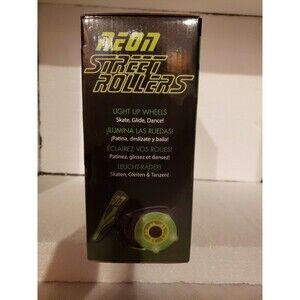 NEON
STREET
ROLLERS
LIGHT UP WHEELS
Skate, Glide, Dance!
¡ILUMINA LAS RUEDAS!
¡Patina, deslízate y baila!
ÉCLAIREZ VOS ROUES!
Patinez, glissez et dansez!
LEUCHT-RÄDER!
Skaten, Gleiten & Tanzen!